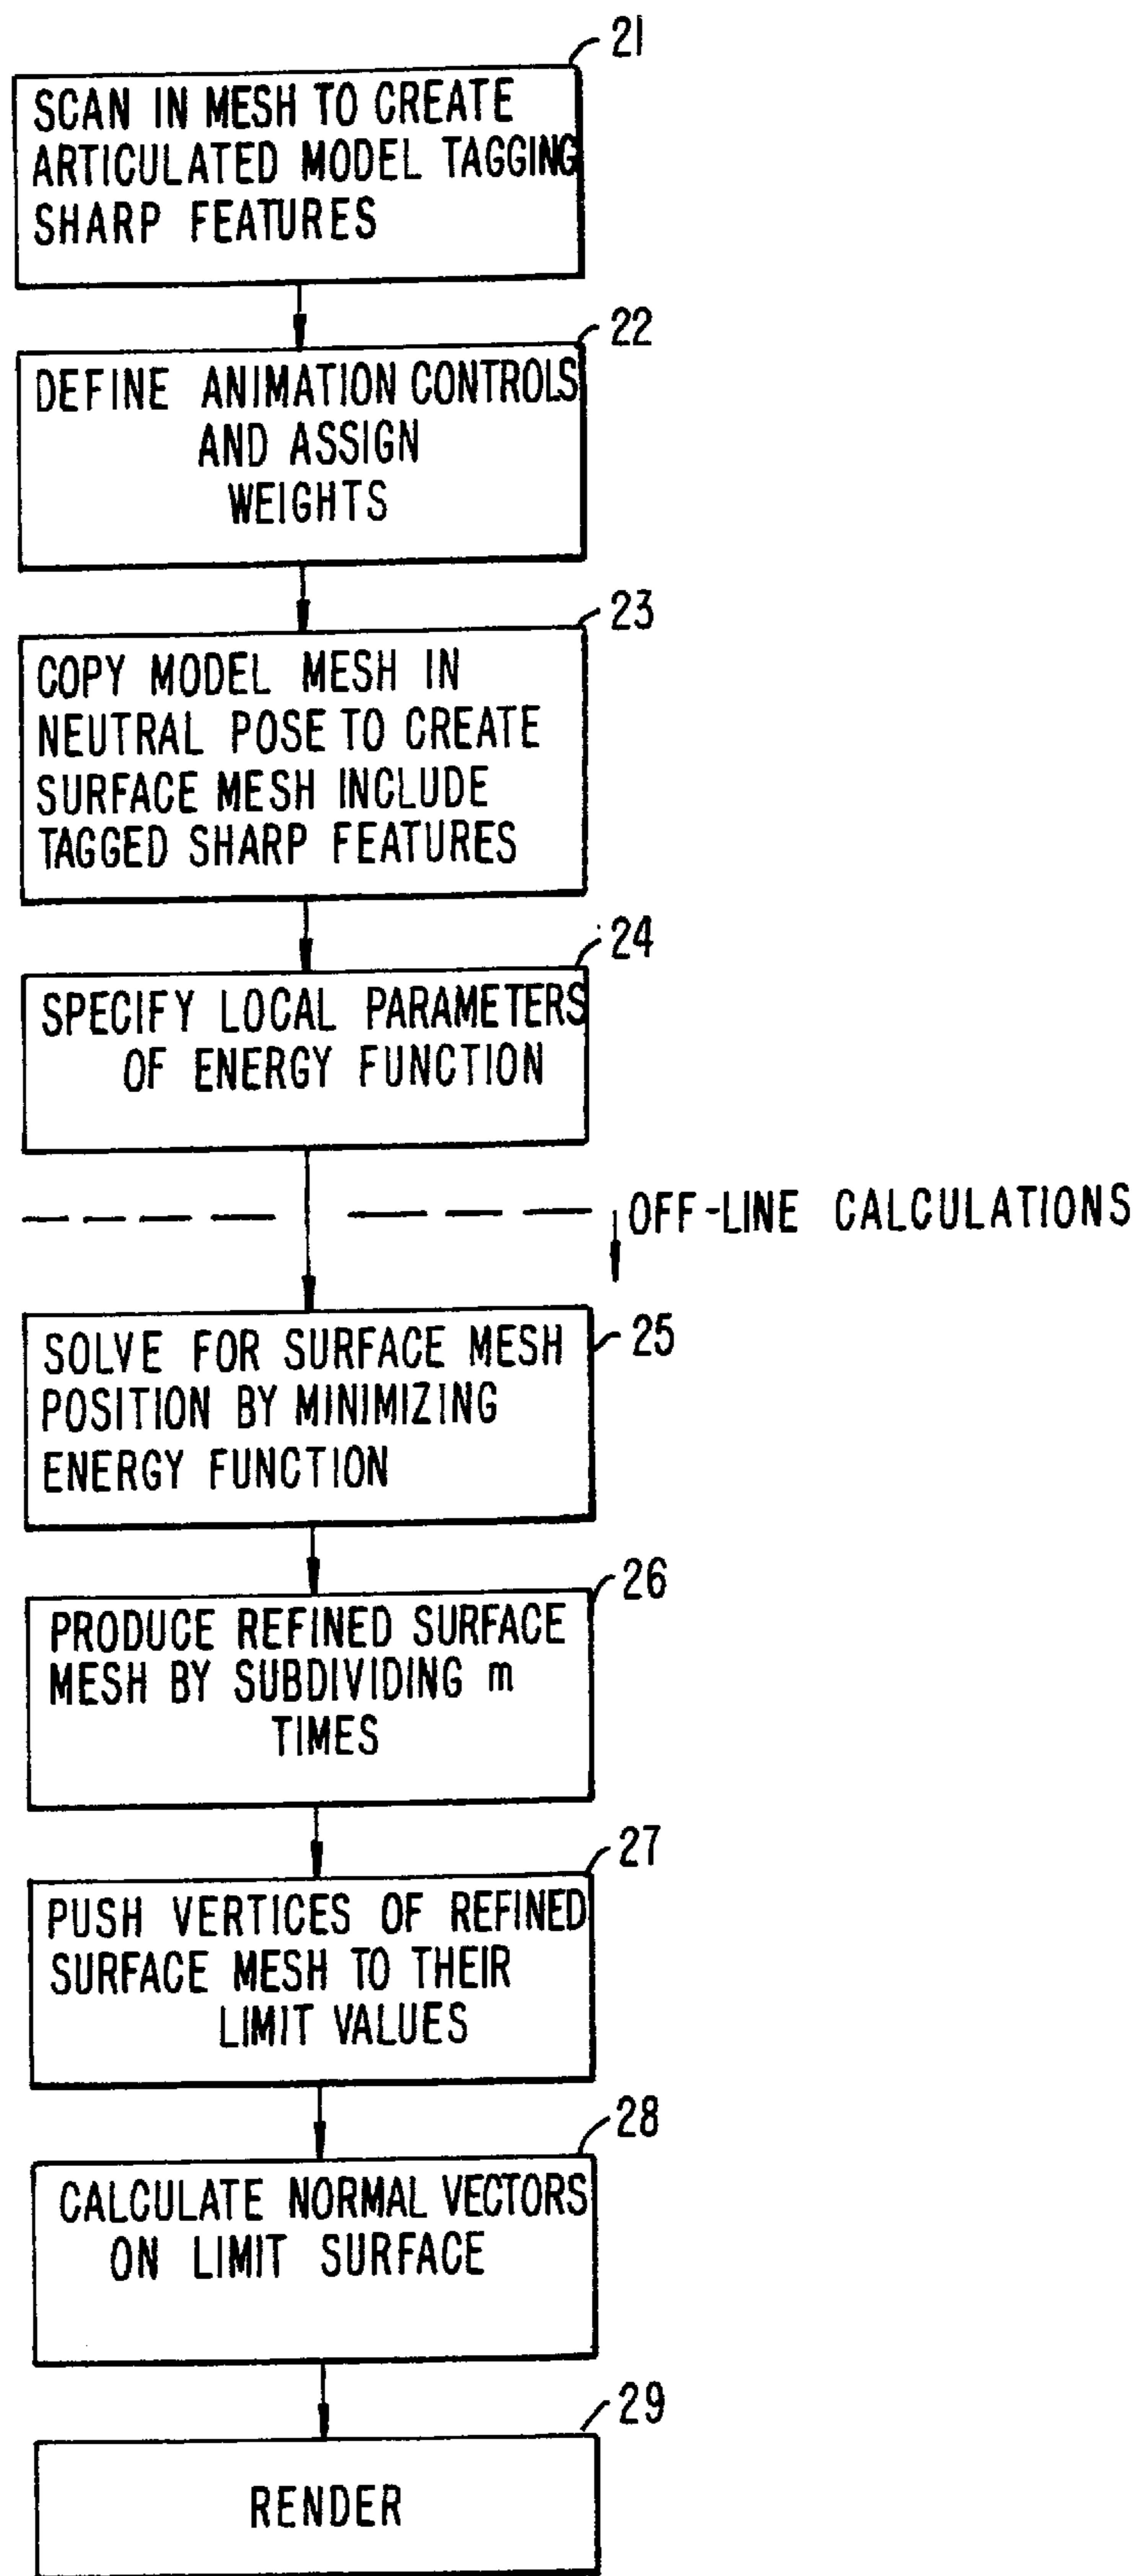 21
SCAN IN MESH TO CREATE
ARTICULATED MODEL TAGGING
SHARP FEATURES
22
DEFINE ANIMATION CONTROLS
AND ASSIGN
WEIGHTS
23
COPY MODEL MESH IN
NEUTRAL POSE TO CREATE
SURFACE MESH INCLUDE
TAGGED SHARP FEATURES
24
SPECIFY LOCAL PARAMETERS
OF ENERGY FUNCTION
OFF-LINE CALCULATIONS
25
SOLVE FOR SURFACE MESH
POSITION BY MINIMIZING
ENERGY FUNCTION
26
PRODUCE REFINED SURFACE
MESH BY SUBDIVIDING m
TIMES
27
PUSH VERTICES OF REFINED
SURFACE MESH TO THEIR
LIMIT VALUES
28
CALCULATE NORMAL VECTORS
ON LIMIT SURFACE
29
RENDER